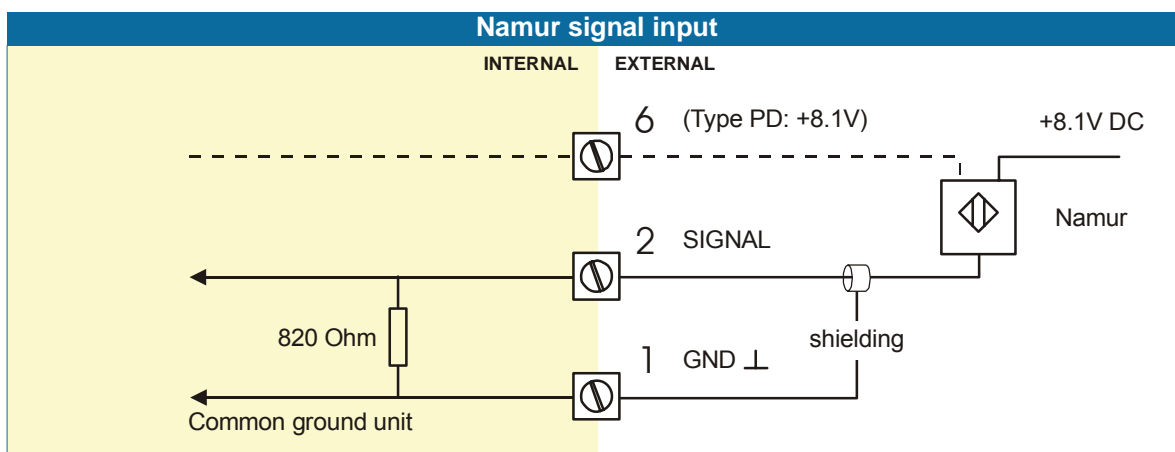 Namur signal input
INTERNAL
EXTERNAL
6 (Type PD: +8.1V)
+8.1V DC
Namur
2 SIGNAL
820 Ohm
shielding
1 GND ⊥
Common ground unit